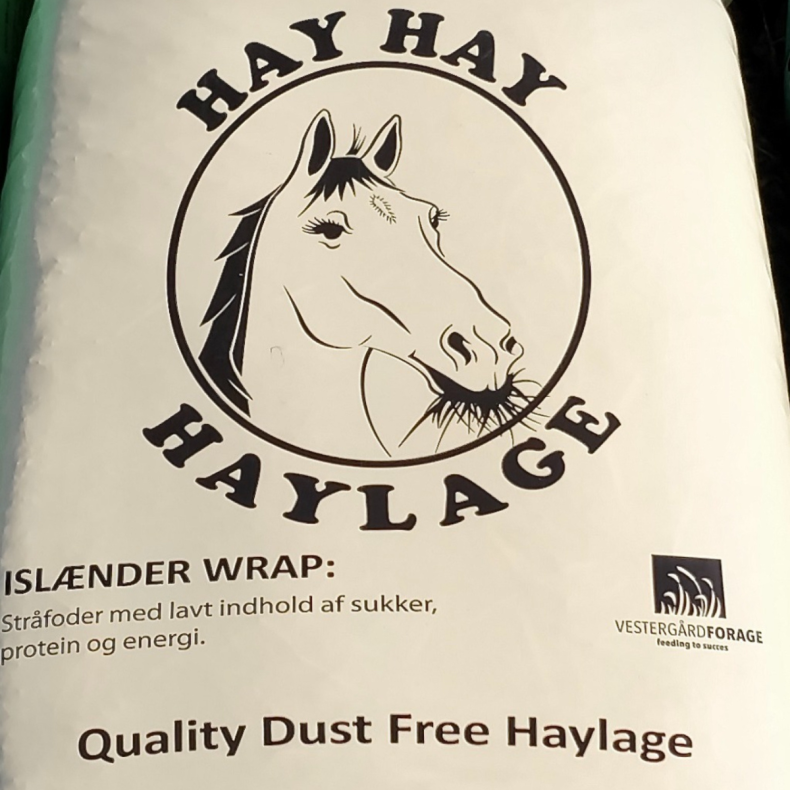 HAY HAY
HAYLAGE
ISLÆNDER WRAP:
Stråfoder med lavt indhold af sukker,
protein og energi.
VESTERGÅRDFORAGE
feeding to succes
Quality Dust Free Haylage